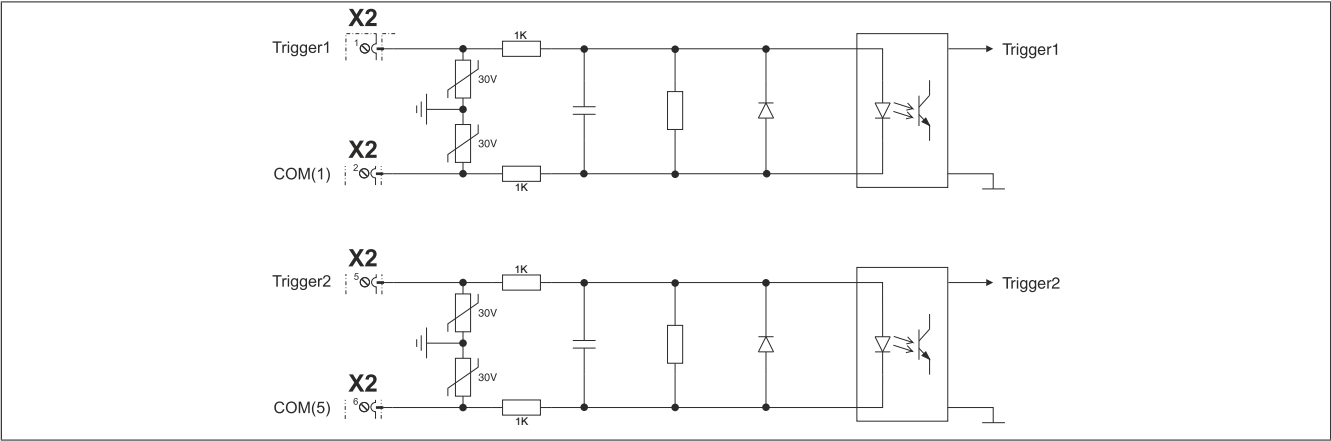 X2
1K
Trigger1
1
Trigger1
30V
30V
X2
COM(1)
2
1K
X2
1K
Trigger2
5
Trigger2
30V
30V
X2
COM(5)
6
1K